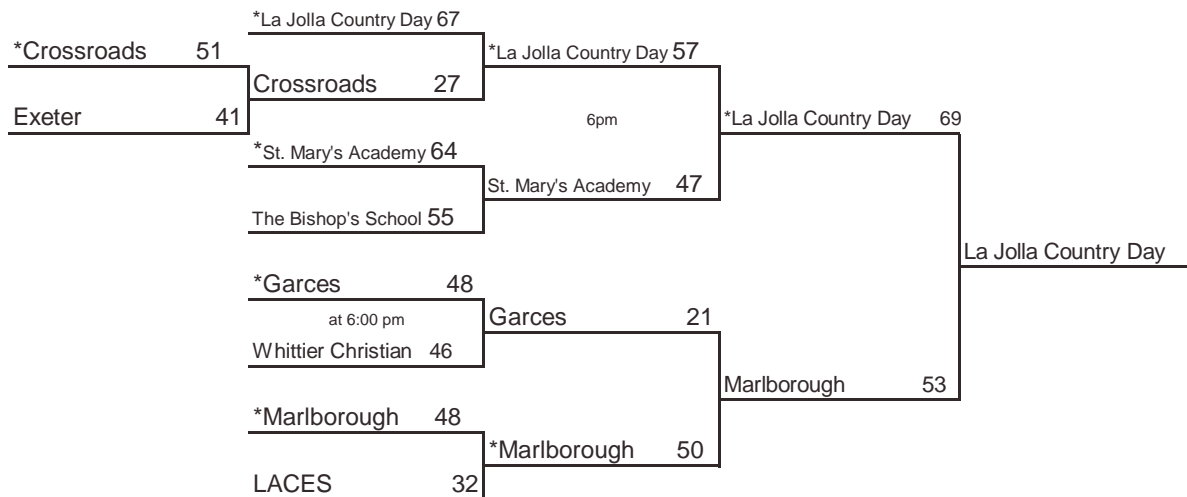 *La Jolla Country Day 67
*Crossroads 51
*La Jolla Country Day 57
Crossroads 27
Exeter 41
6pm
*La Jolla Country Day 69
*St. Mary's Academy 64
St. Mary's Academy 47
The Bishop's School 55
La Jolla Country Day
*Garces 48
at 6:00 pm
Garces 21
Whittier Christian 46
Marlborough 53
*Marlborough 48
*Marlborough 50
LACES 32